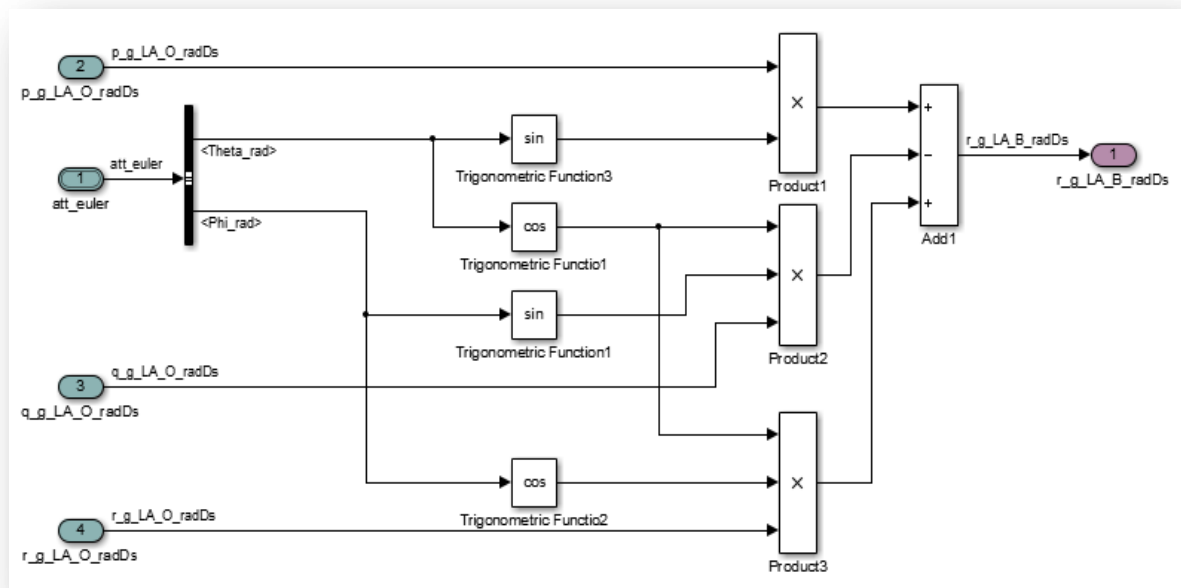 p_g_LA_O_radDs
2
p_g_LA_O_radDs
×
+
<Theta_rad>
sin
r_g_LA_B_radDs
att_euler
−
1
1
Trigonometric Function3
Product1
r_g_LA_B_radDs
att_euler
+
<Phi_rad>
cos
Add1
Trigonometric Functio1
×
sin
Trigonometric Function1
Product2
q_g_LA_O_radDs
3
q_g_LA_O_radDs
cos
×
r_g_LA_O_radDs
Trigonometric Functio2
4
r_g_LA_O_radDs
Product3